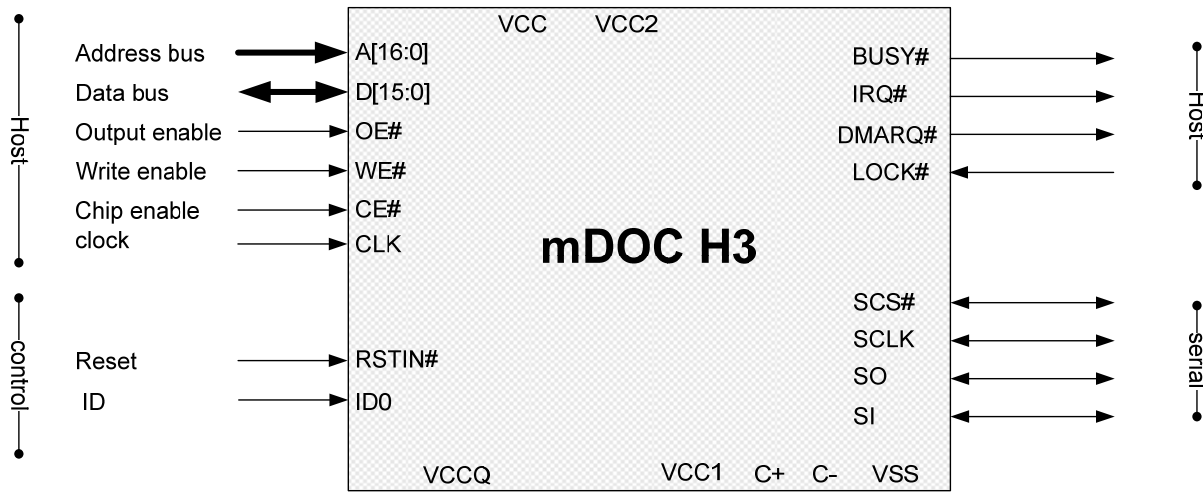 VCC VCC2
Address bus A[16:0] BUSY#
Data bus D[15:0] IRQ#
Output enable OE# DMARQ#
Write enable WE# LOCK#
Chip enable CE#
clock CLK
Host
Host
mDOC H3
SCS#
SCLK
Reset RSTIN# SO
ID ID0 SI
control
serial
VCCQ VCC1 C+ C- VSS